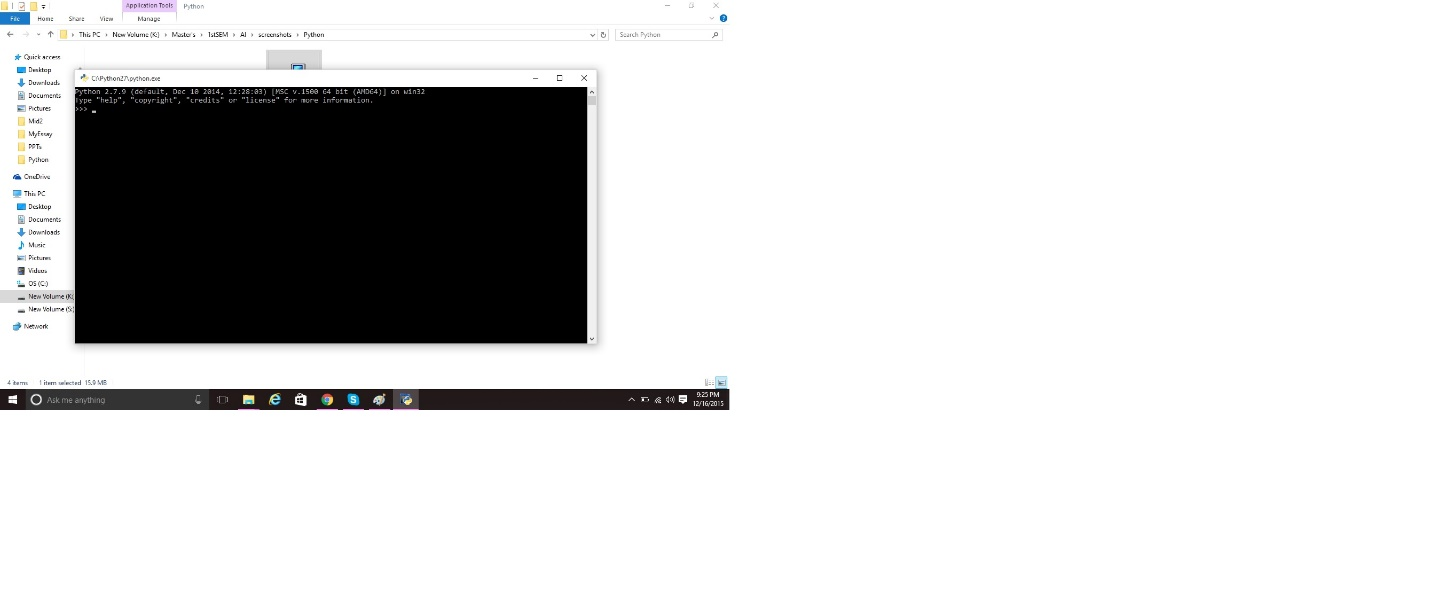 Application Tools Python
File Home Share View Manage
This PC New Volume (K:) Master's 1stSEM AI screenshots Python
Search Python
Quick access
Desktop
Downloads
Documents
Pictures
Mid2
MyEssay
PPTs
Python
OneDrive
This PC
Desktop
Documents
Downloads
Music
Pictures
Videos
OS (C:)
New Volume (K:
New Volume (S:)
Network
C:\Python27\python.exe
Python 2.7.9 (default, Dec 10 2014, 12:28:03) [MSC v.1500 64 bit (AMD64)] on win32
Type "help", "copyright", "credits" or "license" for more information.
>>> _
4 items 1 item selected 15.9 MB
Ask me anything
9:25 PM
12/16/2015